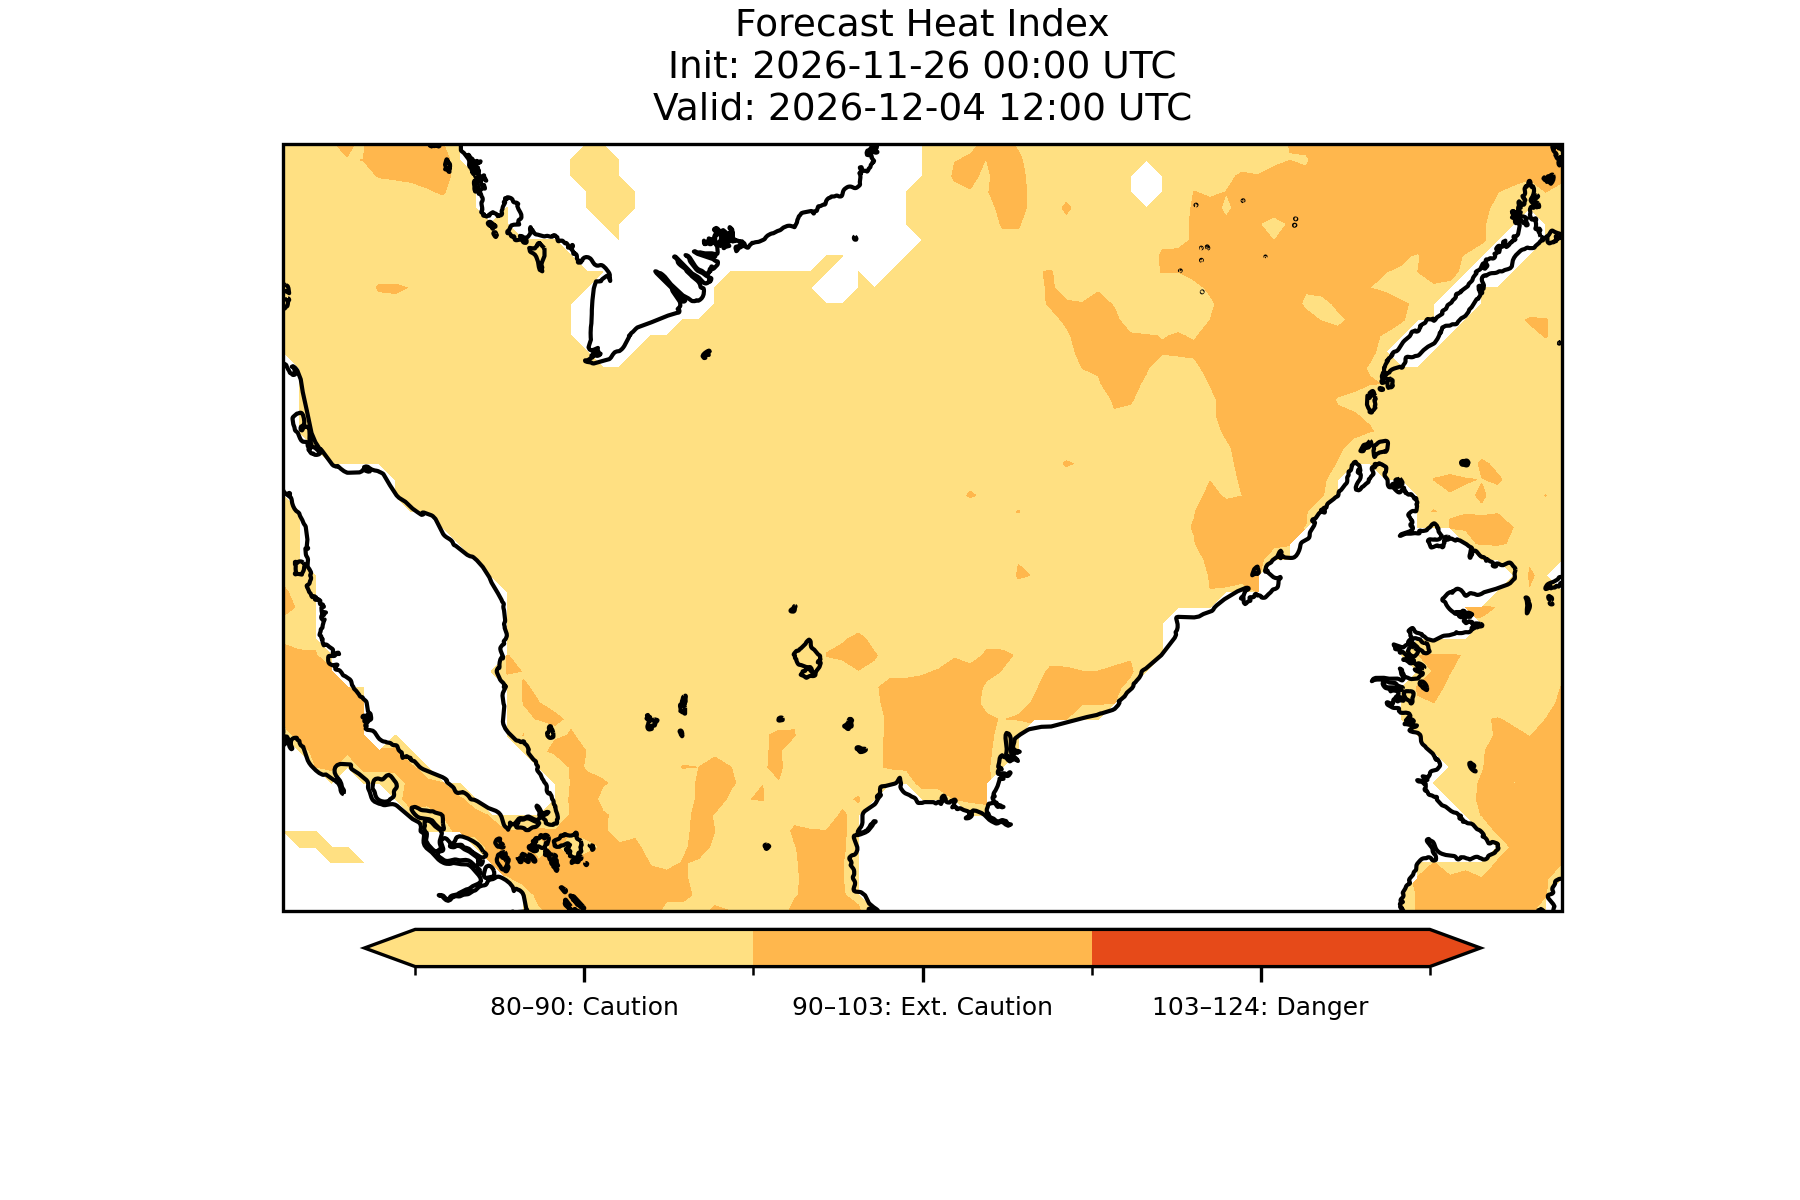 Forecast Heat Index
Init: 2026-11-26 00:00 UTC
Valid: 2026-12-04 12:00 UTC
80–90: Caution
90–103: Ext. Caution
103–124: Danger